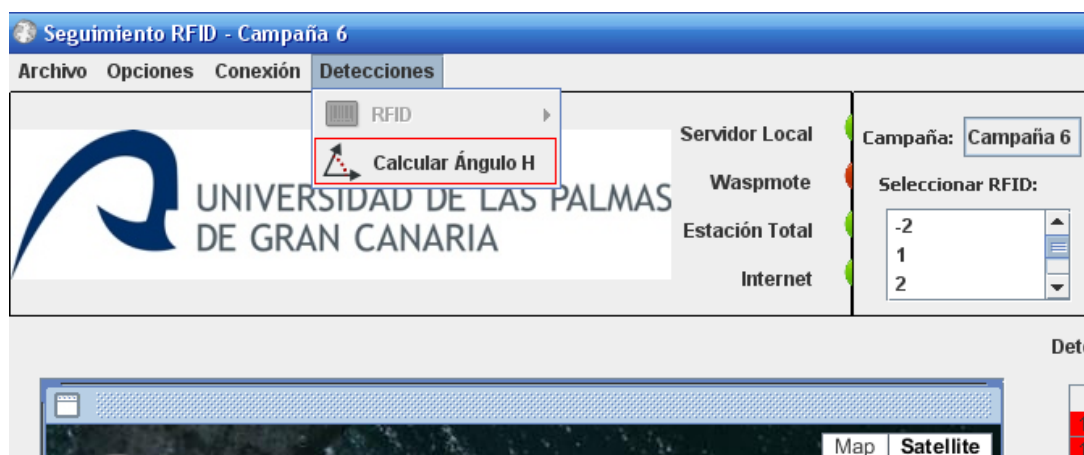 Seguimiento RFID - Campaña 6
Archivo Opciones Conexión Detecciones
RFID
Calcular Ángulo H
UNIVERSIDAD DE LAS PALMAS
DE GRAN CANARIA
Servidor Local
Waspmote
Estación Total
Internet
Campaña: Campaña 6
Seleccionar RFID:
-2
1
2
Map Satellite